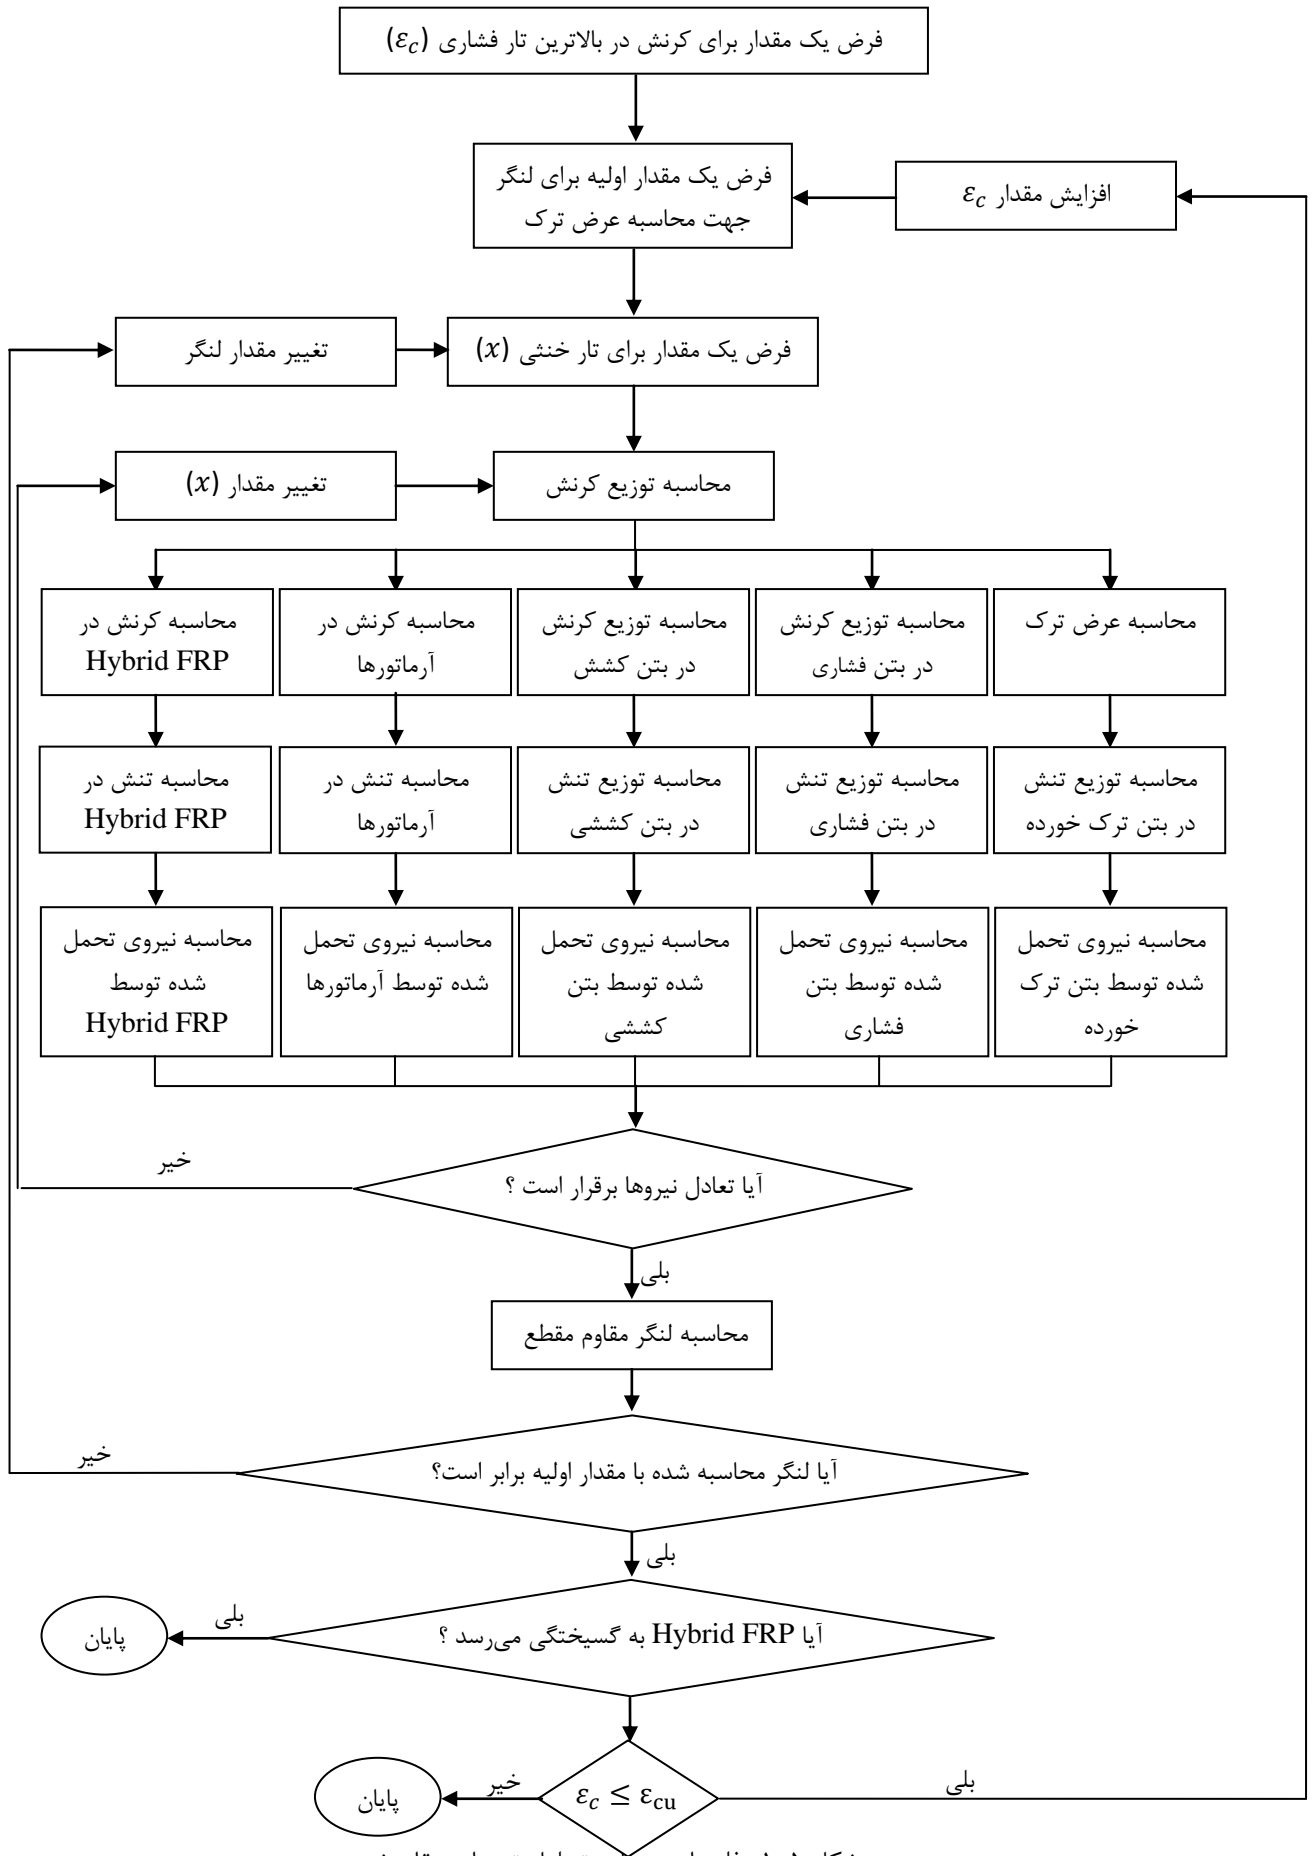 فرض یک مقدار برای کرنش در بالاترین تار فشاری (εc)
فرض یک مقدار اولیه برای لنگر
جهت محاسبه عرض ترک
افزایش مقدار εc
فرض یک مقدار برای تار خنثی (x)
تغییر مقدار لنگر
محاسبه توزیع کرنش
تغییر مقدار (x)
محاسبه عرض ترک
محاسبه توزیع کرنش
در بتن فشاری
محاسبه توزیع کرنش
در بتن کشش
محاسبه کرنش در
آرماتورها
محاسبه کرنش در
Hybrid FRP
محاسبه توزیع تنش
در بتن ترک خورده
محاسبه توزیع تنش
در بتن فشاری
محاسبه توزیع تنش
در بتن کششی
محاسبه تنش در
آرماتورها
محاسبه تنش در
Hybrid FRP
محاسبه نیروی تحمل
شده توسط بتن ترک
خورده
محاسبه نیروی تحمل
شده توسط بتن
فشاری
محاسبه نیروی تحمل
شده توسط بتن
کششی
محاسبه نیروی تحمل
شده توسط آرماتورها
محاسبه نیروی تحمل
شده توسط
Hybrid FRP
آیا تعادل نیروها برقرار است ؟
خیر
بلی
محاسبه لنگر مقاوم مقطع
آیا لنگر محاسبه شده با مقدار اولیه برابر است؟
خیر
بلی
آیا Hybrid FRP به گسیختگی می‌رسد ؟
بلی
پایان
εc ≤ εcu
بلی
خیر
پایان